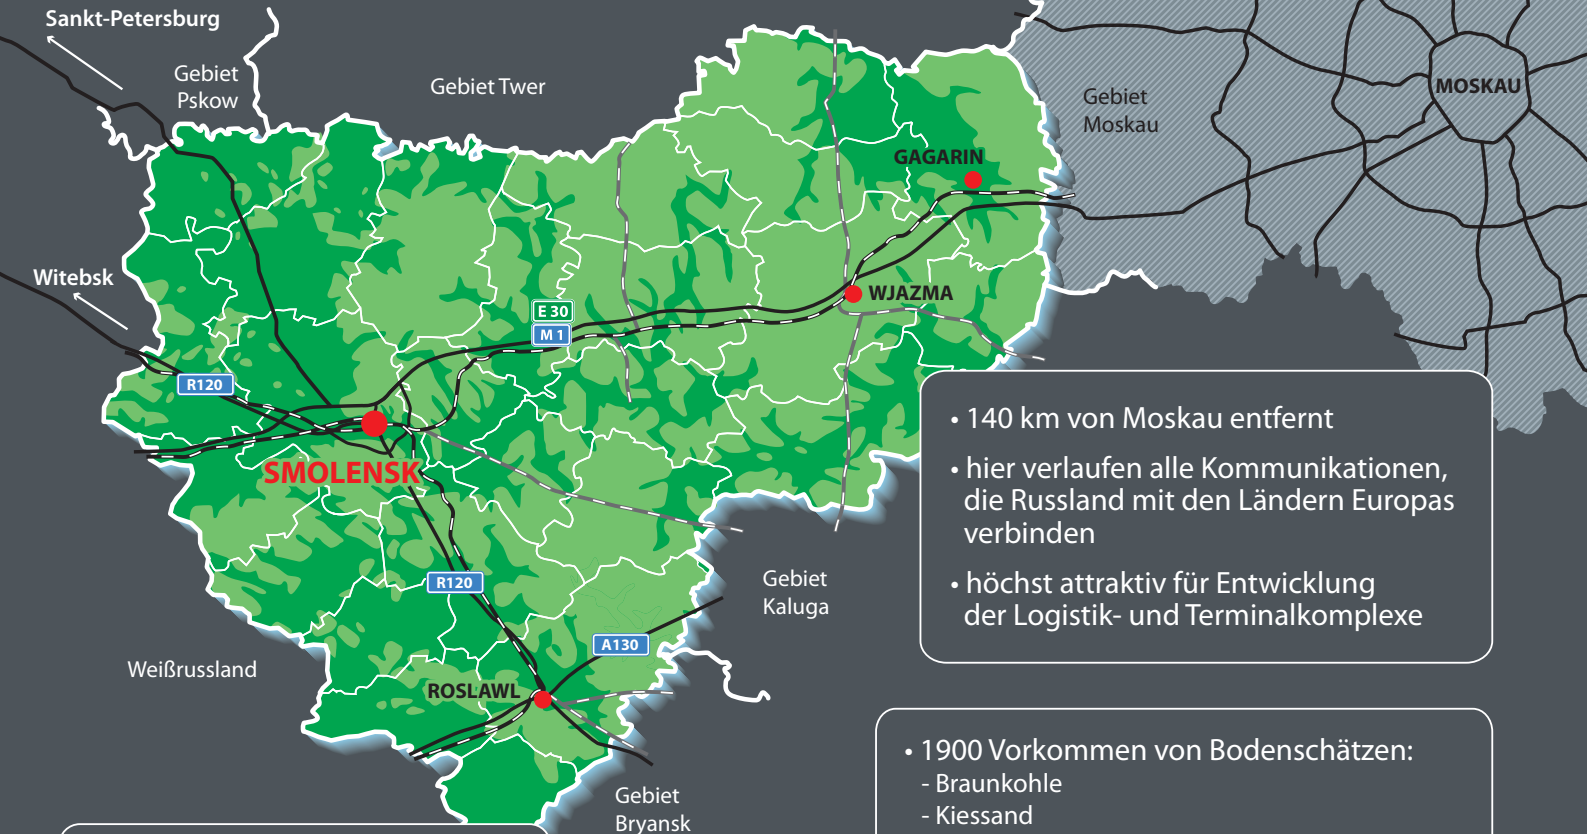 Sankt-Petersburg
Gebiet
Pskow
Gebiet Twer
Gebiet
Moskau
MOSKAU
GAGARIN
Witebsk
WJAZMA
E 30
M 1
R120
SMOLENSK
• 140 km von Moskau entfernt
• hier verlaufen alle Kommunikationen,
die Russland mit den Ländern Europas
verbinden
• höchst attraktiv für Entwicklung
der Logistik- und Terminalkomplexe
R120
Gebiet
Kaluga
A130
Weißrussland
ROSLAWL
• 1900 Vorkommen von Bodenschätzen:
- Braunkohle
- Kiessand
Gebiet
Bryansk